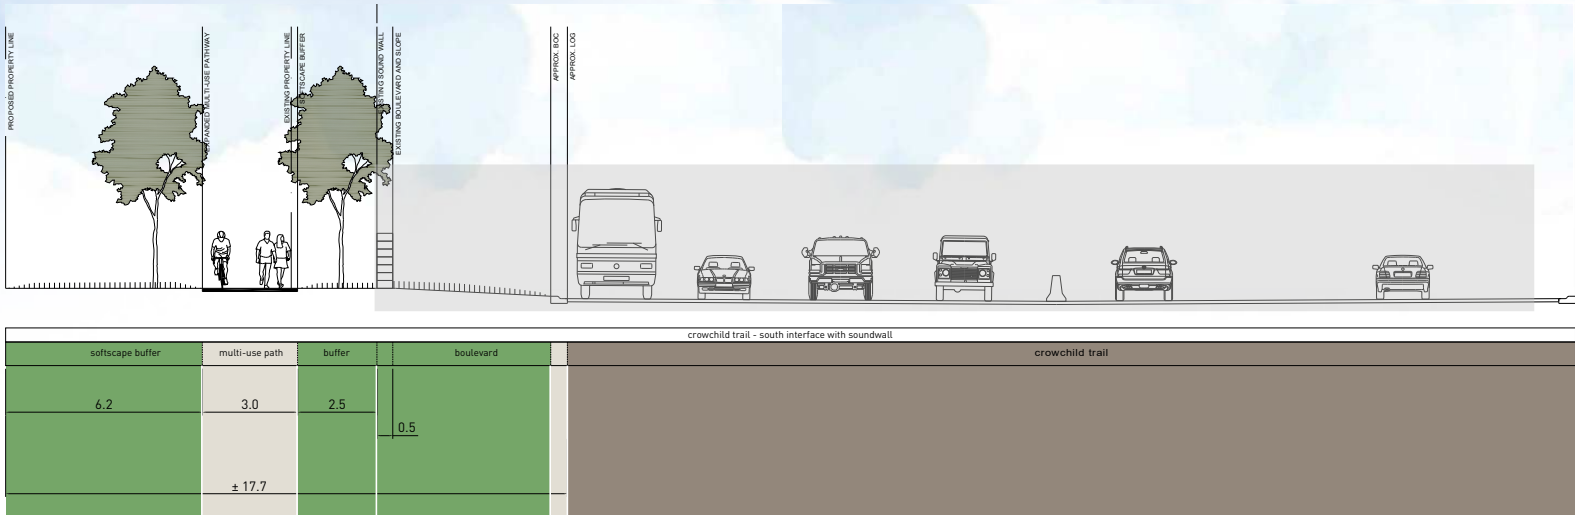 PROPOSED PROPERTY LINE
EXPANDED MULTI-USE PATHWAY
EXISTING PROPERTY LINE
SOFTSCAPE BUFFER
EXISTING SOUND WALL
EXISTING BOULEVARD AND SLOPE
APPROX. BOC
APPROX. LOG
crowchild trail - south interface with soundwall
softscape buffer
multi-use path
buffer
boulevard
crowchild trail
6.2
3.0
2.5
0.5
± 17.7